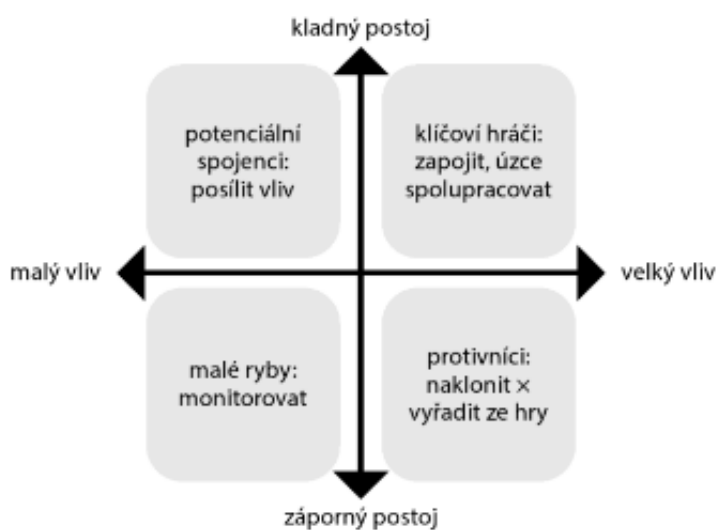 kladný postoj
potenciální
spojenci:
posílit vliv
klíčoví hráči:
zapojit, úzce
spolupracovat
malý vliv
velký vliv
malé ryby:
monitorovat
protivníci:
naklonit ×
vyřadit ze hry
záporný postoj